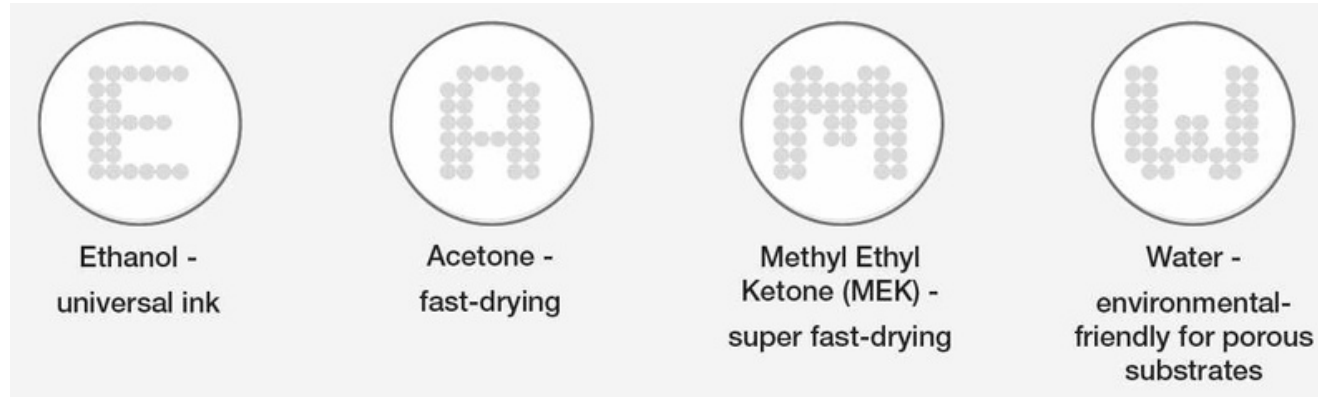 E
Ethanol -
universal ink
A
Acetone -
fast-drying
M
Methyl Ethyl
Ketone (MEK) -
super fast-drying
W
Water -
environmental-
friendly for porous
substrates